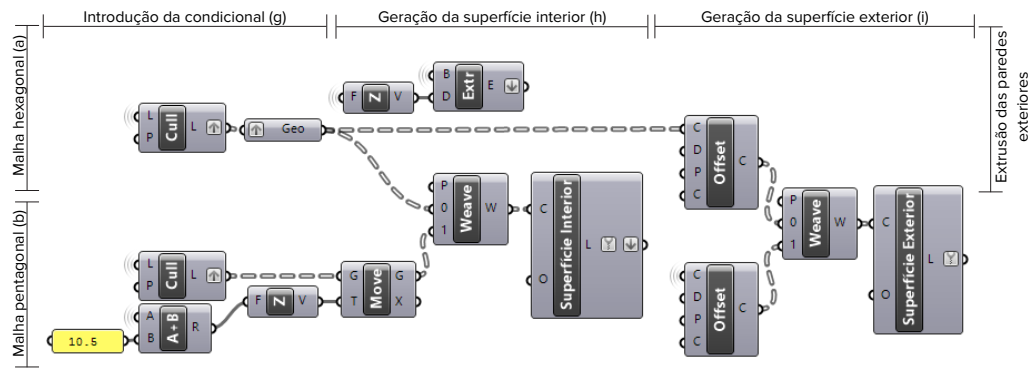 Introdução da condicional (g)
Geração da superfície interior (h)
Geração da superfície exterior (i)
Malha hexagonal (a)
Malha pentagonal (b)
Extrusão das paredes
exteriores
L
P
Cull
L
Geo
F
Z
V
B
D
Extr
E
P
0
1
Weave
W
C
O
Superfície Interior
L
C
D
P
C
Offset
C
P
0
1
Weave
W
C
O
Superfície Exterior
L
L
P
Cull
L
A
B
A+B
R
10.5
F
Z
V
G
T
Move
G
X
C
D
P
C
Offset
C